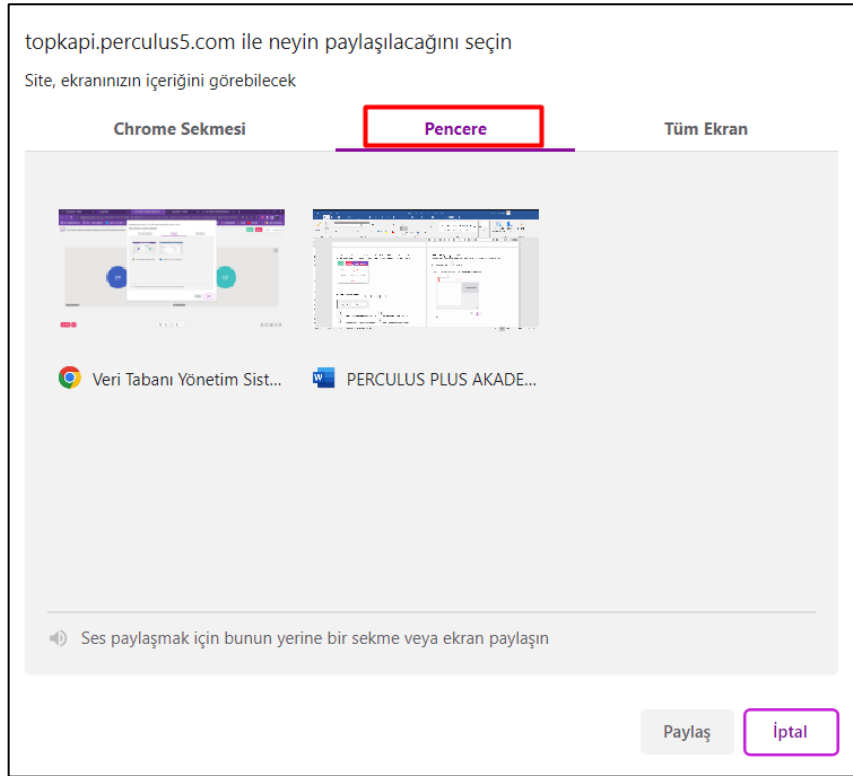 topkapi.perculus5.com ile neyin paylaşılacağını seçin
Site, ekranınızın içeriğini görebilecek
Chrome Sekmesi Pencere Tüm Ekran
Veri Tabanı Yönetim Sist... PERCULUS PLUS AKADE...
Ses paylaşmak için bunun yerine bir sekme veya ekran paylaşın
Paylaş İptal